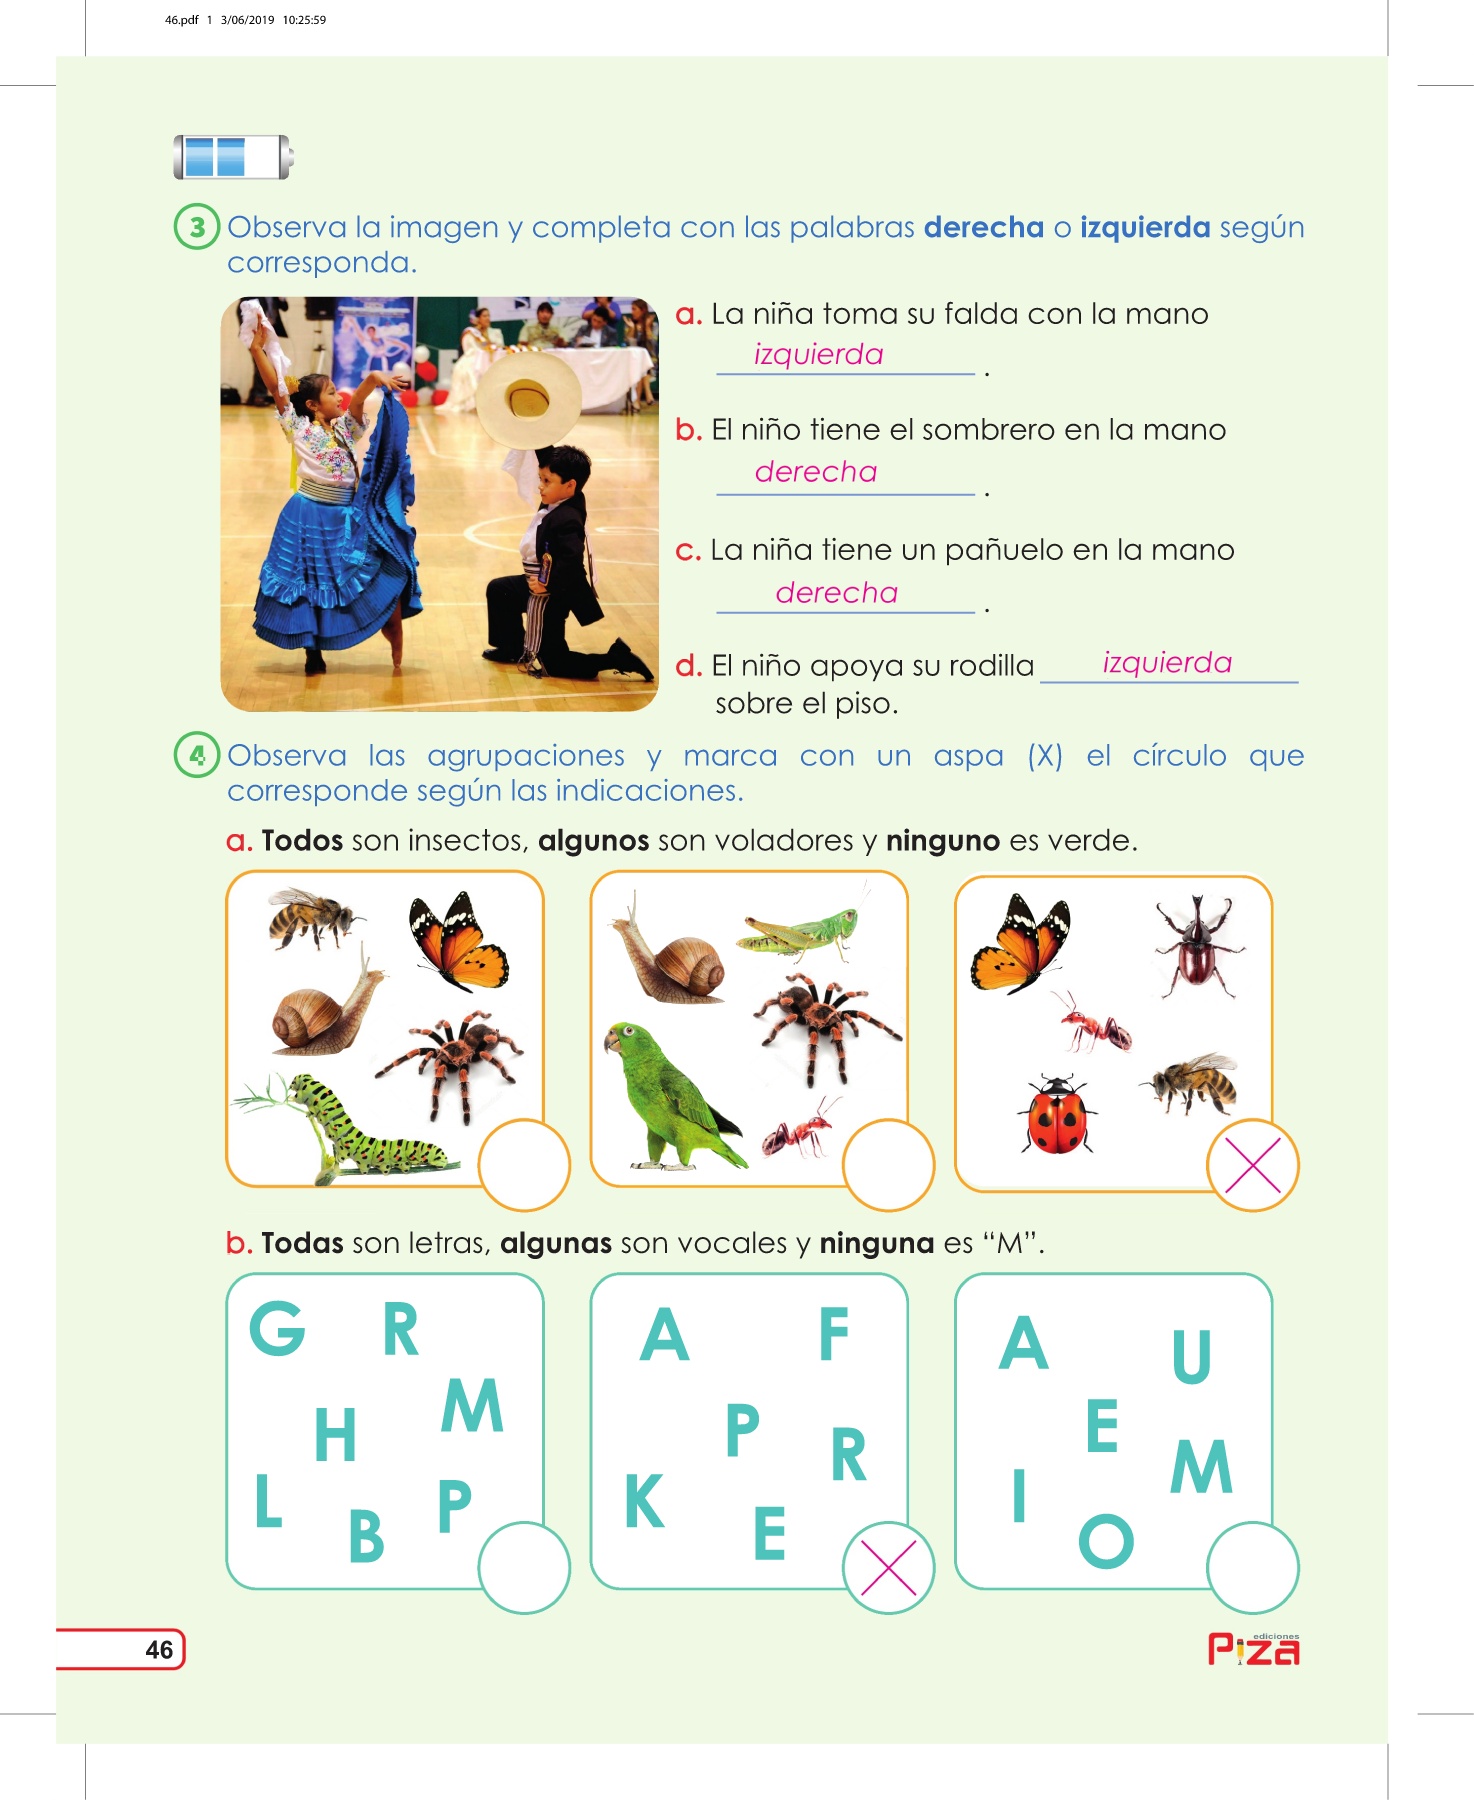 46.pdf 1 3/06/2019 10:25:59
3 Observa la imagen y completa con las palabras derecha o izquierda según
corresponda.
a. La niña toma su falda con la mano
izquierda .
b. El niño tiene el sombrero en la mano
derecha .
c. La niña tiene un pañuelo en la mano
derecha .
d. El niño apoya su rodilla izquierda
sobre el piso.
4 Observa las agrupaciones y marca con un aspa (X) el círculo que
corresponde según las indicaciones.
a. Todos son insectos, algunos son voladores y ninguno es verde.
b. Todas son letras, algunas son vocales y ninguna es “M”.
G R
M
H
L B P
A F
P
R
K
E
A U
E
M
I
O
46
ediciones
Piza